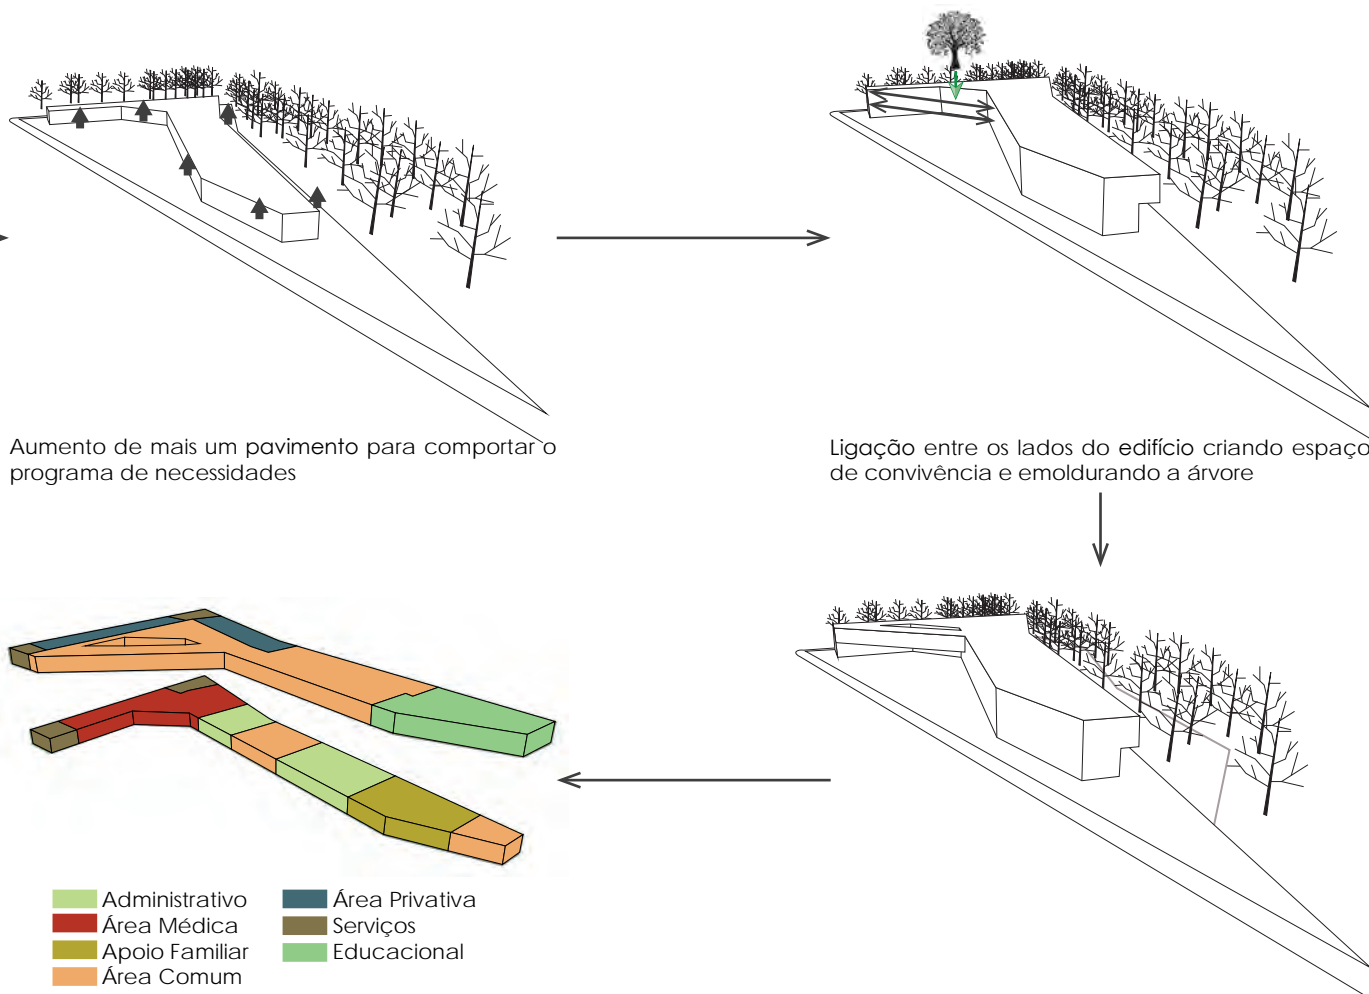 Aumento de mais um pavimento para comportar o
programa de necessidades
Ligação entre os lados do edifício criando espaço
de convivência e emoldurando a árvore
Administrativo
Área Médica
Apoio Familiar
Área Comum
Área Privativa
Serviços
Educacional